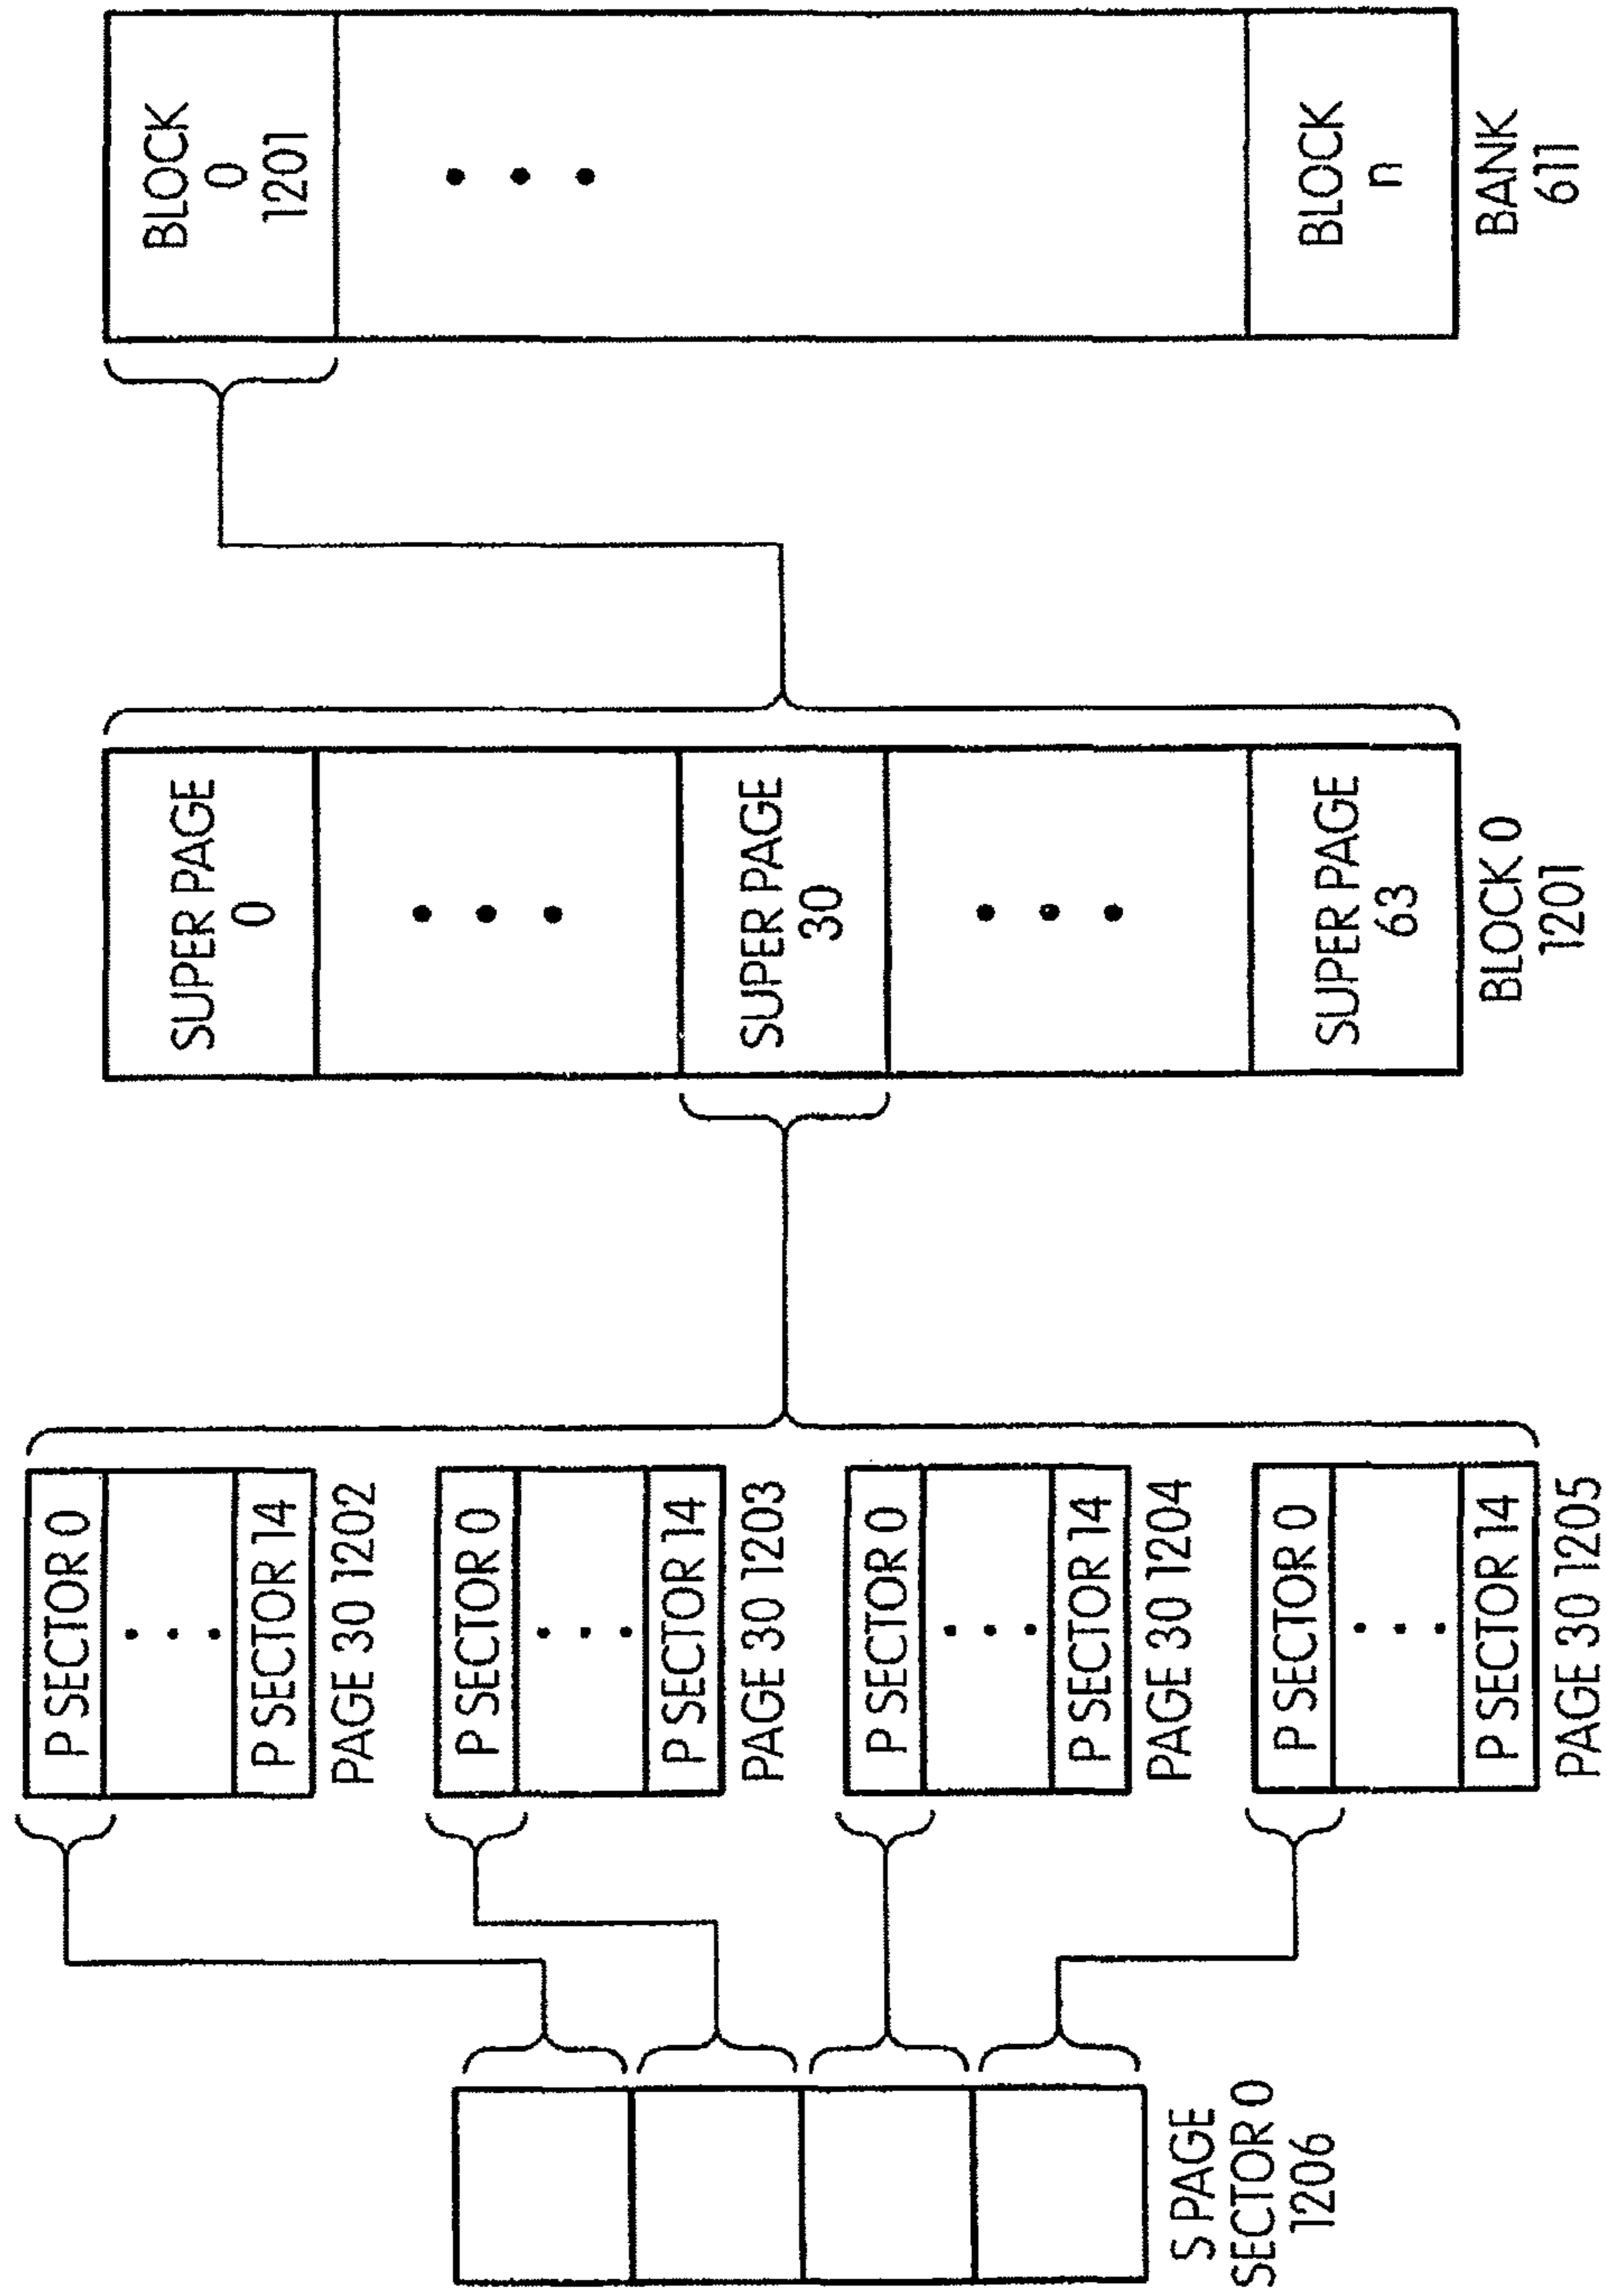 S PAGE
SECTOR 0
1206
P SECTOR 0
P SECTOR 14
PAGE 30 1202
P SECTOR 0
P SECTOR 14
PAGE 30 1203
P SECTOR 0
P SECTOR 14
PAGE 30 1204
P SECTOR 0
P SECTOR 14
PAGE 30 1205
SUPER PAGE
0
SUPER PAGE
30
SUPER PAGE
63
BLOCK 0
1201
BLOCK
0
1201
BLOCK
n
BANK
611